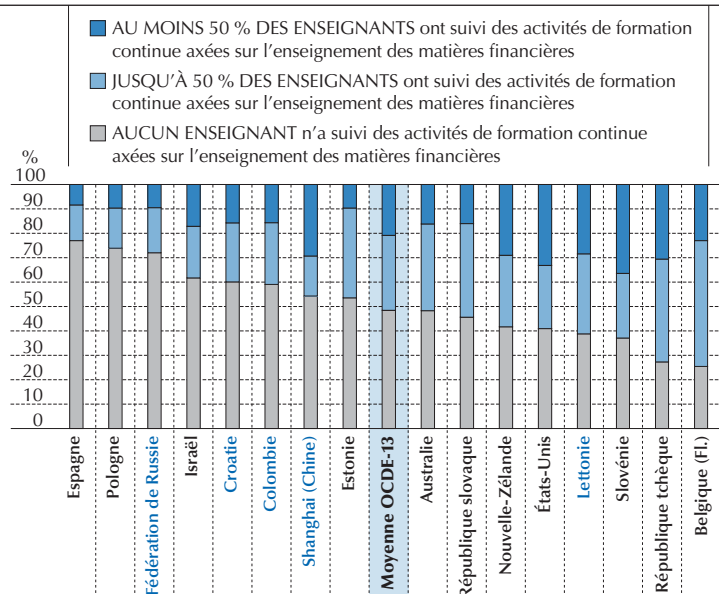 AU MOINS 50 % DES ENSEIGNANTS ont suivi des activités de formation
continue axées sur l'enseignement des matières financières
JUSQU'À 50 % DES ENSEIGNANTS ont suivi des activités de formation
continue axées sur l'enseignement des matières financières
AUCUN ENSEIGNANT n'a suivi des activités de formation continue
axées sur l'enseignement des matières financières
%
100
90
80
70
60
50
40
30
20
10
0
Espagne
Pologne
Fédération de Russie
Israël
Croatie
Colombie
Shanghai (Chine)
Estonie
Moyenne OCDE-13
Australie
République slovaque
Nouvelle-Zélande
États-Unis
Lettonie
Slovénie
République tchèque
Belgique (Fl.)